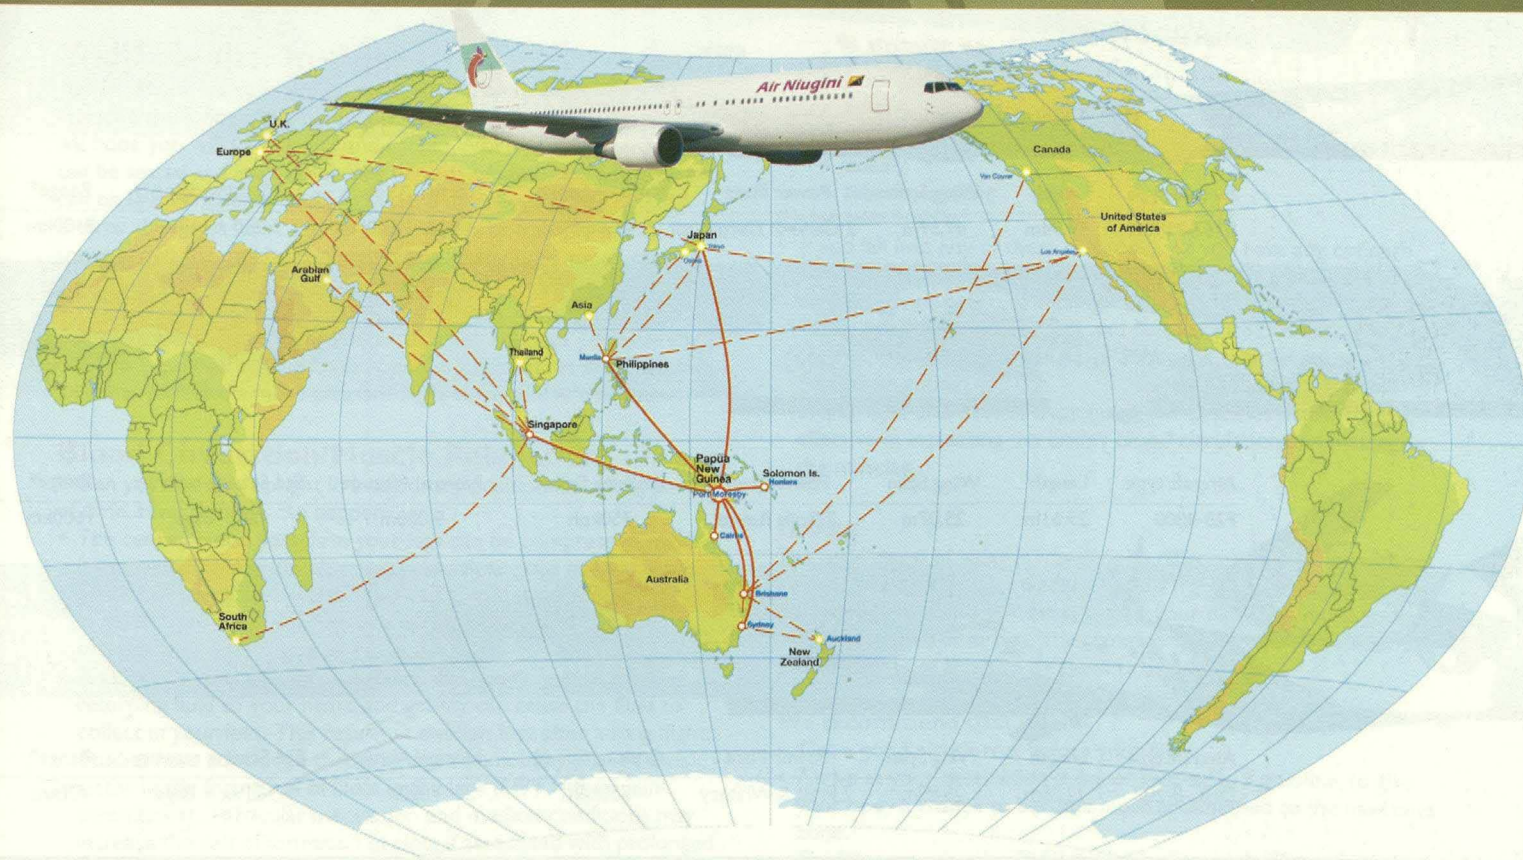 Air Niugini
U.K.
Europe
Canada
Van Couver
United States
of America
Los Angeles
Japan
Tokyo
Osaka
Arabian
Gulf
Asia
Thailand
Manila
Philippines
Singapore
Papua
New
Guinea
Port Moresby
Solomon Is.
Honiara
Cairns
Australia
Brisbane
Sydney
Auckland
New
Zealand
South
Africa